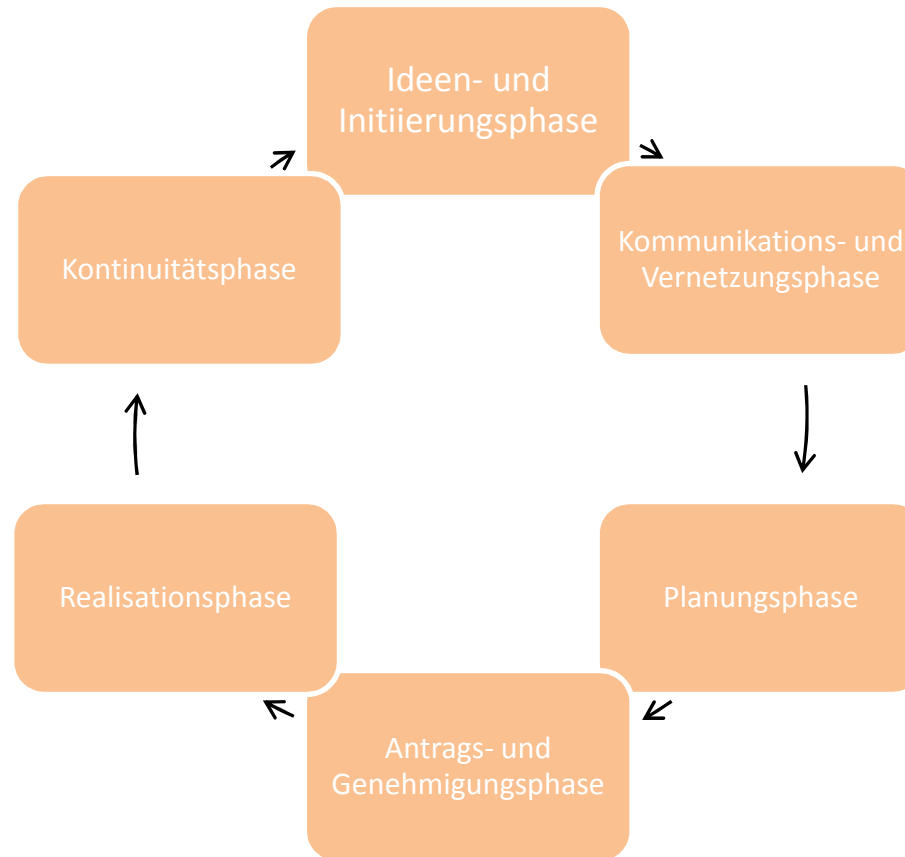 Ideen- und
Initiierungsphase
Kommunikations- und
Vernetzungsphase
Planungsphase
Antrags- und
Genehmigungsphase
Realisationsphase
Kontinuitätsphase